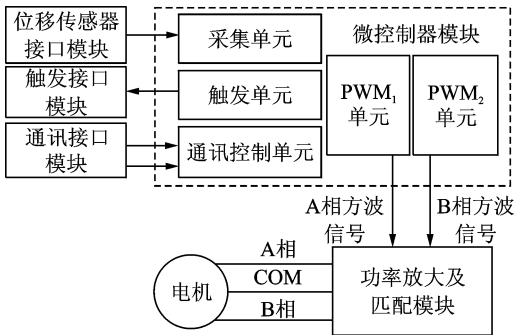 位移传感器
接口模块
采集单元
微控制器模块
触发接口
模块
触发单元
PWM₁
单元
PWM₂
单元
通讯接口
模块
通讯控制单元
A相方波
信号
B相方波
信号
A相
COM
B相
电机
功率放大及
匹配模块